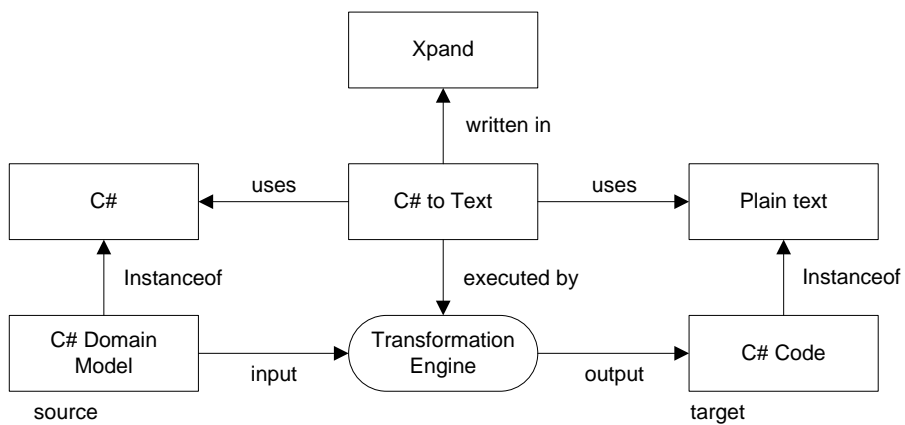 Xpand
written in
C#
uses
C# to Text
uses
Plain text
Instanceof
executed by
Instanceof
C# Domain
Model
input
Transformation
Engine
output
C# Code
source
target